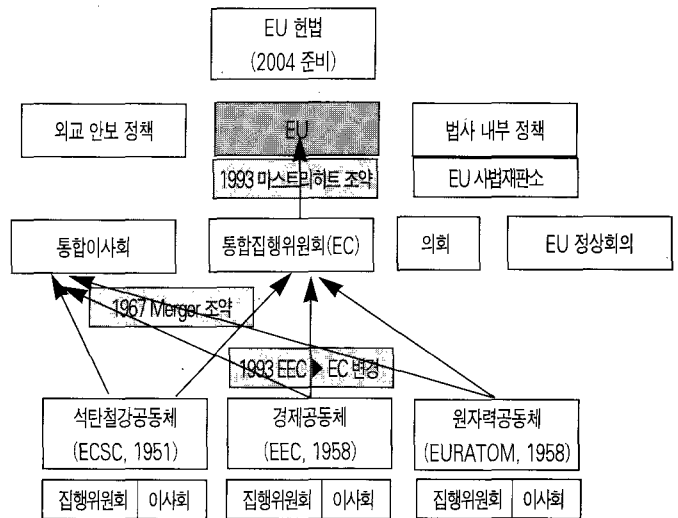 EU 헌법
(2004 준비)
외교 안보 정책
EU
법사 내부 정책
1993 마스트리히트 조약
EU 사법재판소
통합이사회
통합집행위원회(EC)
의회
EU 정상회의
1967 Merger 조약
1993 EEC ▶ EC 변경
석탄철강공동체
(ECSC, 1951)
경제공동체
(EEC, 1958)
원자력공동체
(EURATOM, 1958)
집행위원회 이사회
집행위원회 이사회
집행위원회 이사회